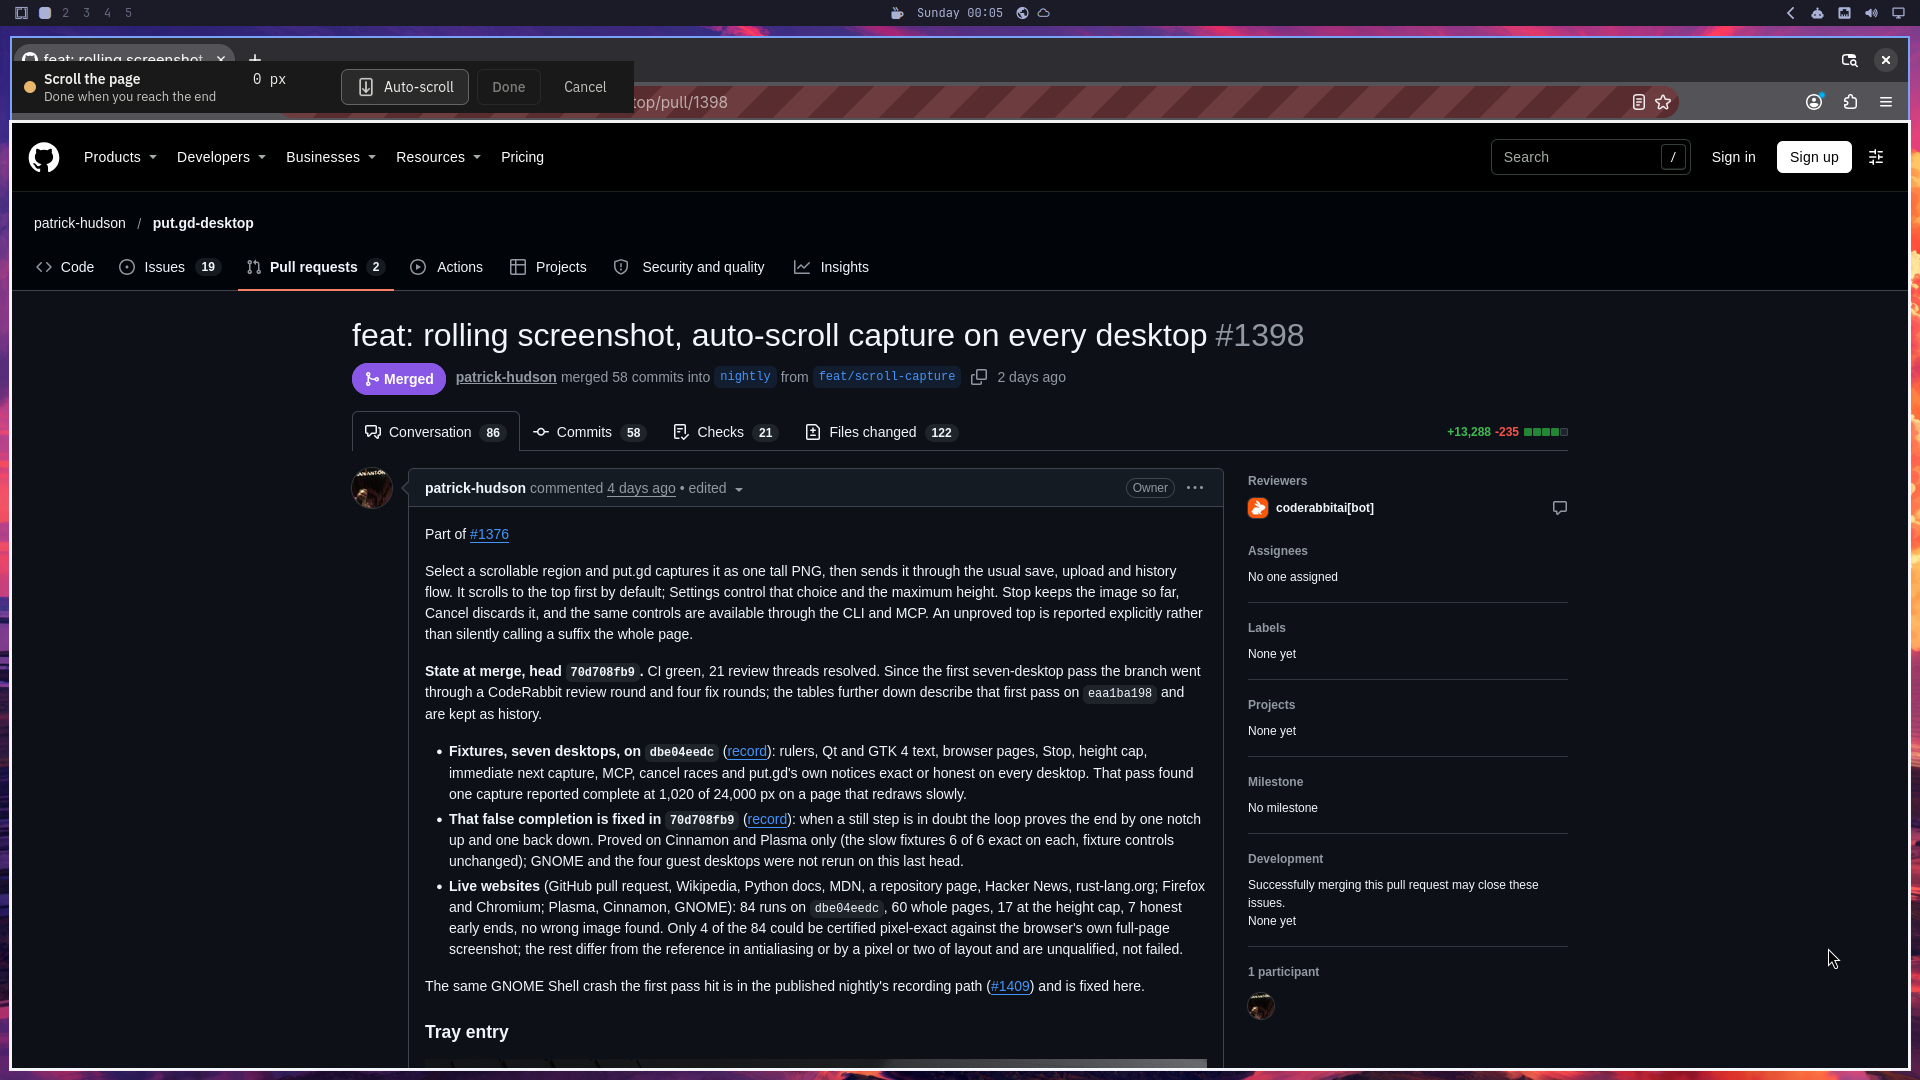 2 3 4 5
Sunday 00:05
feat: rolling screenshot
Scroll the page
Done when you reach the end
0 px
Auto-scroll
Done
Cancel
top/pull/1398
Products
Developers
Businesses
Resources
Pricing
Search
/
Sign in
Sign up
patrick-hudson / put.gd-desktop
Code
Issues 19
Pull requests 2
Actions
Projects
Security and quality
Insights
feat: rolling screenshot, auto-scroll capture on every desktop #1398
Merged
patrick-hudson merged 58 commits into nightly from feat/scroll-capture 2 days ago
Conversation 86
Commits 58
Checks 21
Files changed 122
+13,288 -235
patrick-hudson commented 4 days ago • edited
Owner
Part of #1376
Select a scrollable region and put.gd captures it as one tall PNG, then sends it through the usual save, upload and history
flow. It scrolls to the top first by default; Settings control that choice and the maximum height. Stop keeps the image so far,
Cancel discards it, and the same controls are available through the CLI and MCP. An unproved top is reported explicitly rather
than silently calling a suffix the whole page.
State at merge, head 70d708fb9. CI green, 21 review threads resolved. Since the first seven-desktop pass the branch went
through a CodeRabbit review round and four fix rounds; the tables further down describe that first pass on eaa1ba198 and
are kept as history.
• Fixtures, seven desktops, on dbe04eedc (record): rulers, Qt and GTK 4 text, browser pages, Stop, height cap,
immediate next capture, MCP, cancel races and put.gd's own notices exact or honest on every desktop. That pass found
one capture reported complete at 1,020 of 24,000 px on a page that redraws slowly.
• That false completion is fixed in 70d708fb9 (record): when a still step is in doubt the loop proves the end by one notch
up and one back down. Proved on Cinnamon and Plasma only (the slow fixtures 6 of 6 exact on each, fixture controls
unchanged); GNOME and the four guest desktops were not rerun on this last head.
• Live websites (GitHub pull request, Wikipedia, Python docs, MDN, a repository page, Hacker News, rust-lang.org; Firefox
and Chromium; Plasma, Cinnamon, GNOME): 84 runs on dbe04eedc, 60 whole pages, 17 at the height cap, 7 honest
early ends, no wrong image found. Only 4 of the 84 could be certified pixel-exact against the browser's own full-page
screenshot; the rest differ from the reference in antialiasing or by a pixel or two of layout and are unqualified, not failed.
The same GNOME Shell crash the first pass hit is in the published nightly's recording path (#1409) and is fixed here.
Tray entry
Reviewers
coderabbitai[bot]
Assignees
No one assigned
Labels
None yet
Projects
None yet
Milestone
No milestone
Development
Successfully merging this pull request may close these
issues.
None yet
1 participant